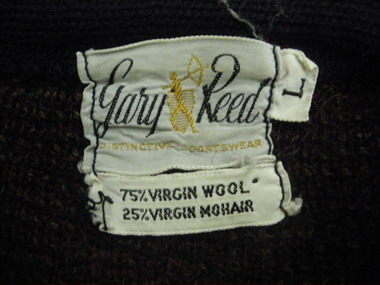 Gary Reed
L
DISTINCTIVE SPORTSWEAR
75% VIRGIN WOOL
25% VIRGIN MOHAIR